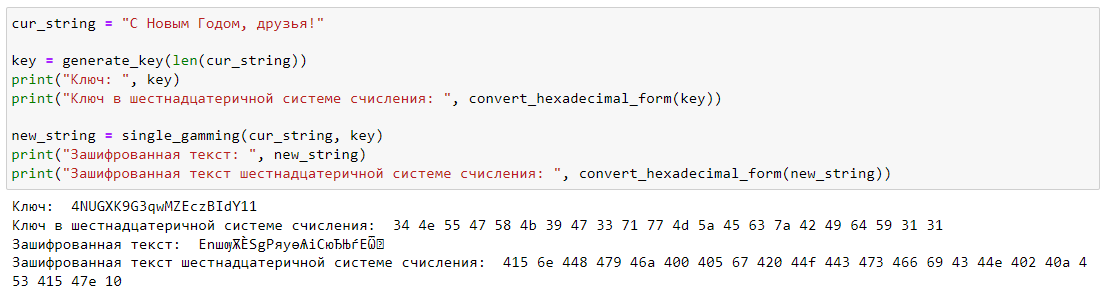 cur_string = "С Новым Годом, друзья!"
key = generate_key(len(cur_string))
print("Ключ: ", key)
print("Ключ в шестнадцатеричной системе счисления: ", convert_hexadecimal_form(key))
new_string = single_gamming(cur_string, key)
print("Зашифрованная текст: ", new_string)
print("Зашифрованная текст шестнадцатеричной системе счисления: ", convert_hexadecimal_form(new_string))
Ключ:  4NUGXK9G3qwMZEczBIdY11
Ключ в шестнадцатеричной системе счисления:  34 4e 55 47 58 4b 39 47 33 71 77 4d 5a 45 63 7a 42 49 64 59 31 31
Зашифрованная текст:  ЕnшѹѪЀЅgРяуѳѦiCюЂЊѓЕѾ
Зашифрованная текст шестнадцатеричной системе счисления:  415 6e 448 479 46a 400 405 67 420 44f 443 473 466 69 43 44e 402 40a 4
53 415 47e 10